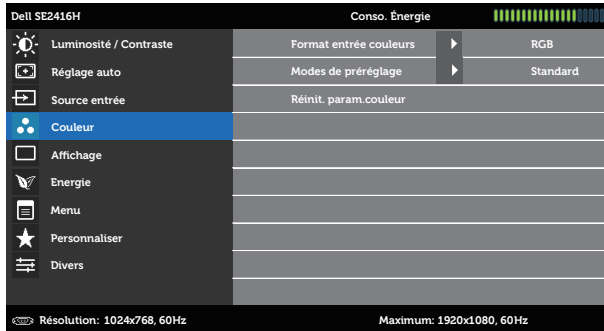 Dell SE2416H Conso. Énergie
Luminosité / Contraste Format entrée couleurs RGB
Réglage auto Modes de préréglage Standard
Source entrée Réinit. param.couleur
Couleur
Affichage
Energie
Menu
Personnaliser
Divers
Résolution: 1024x768, 60Hz Maximum: 1920x1080, 60Hz